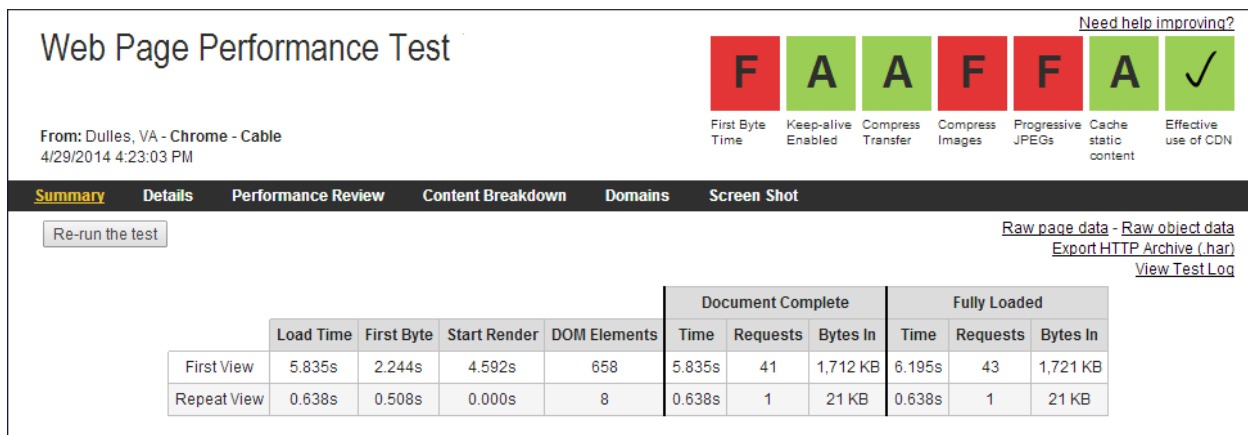 Need help improving?
Web Page Performance Test
F A A F F A ✓
First Byte Time
Keep-alive Enabled
Compress Transfer
Compress Images
Progressive JPEGs
Cache static content
Effective use of CDN
From: Dulles, VA - Chrome - Cable
4/29/2014 4:23:03 PM
Summary Details Performance Review Content Breakdown Domains Screen Shot
Re-run the test
Raw page data - Raw object data
Export HTTP Archive (.har)
View Test Log
Document Complete Fully Loaded
Load Time First Byte Start Render DOM Elements Time Requests Bytes In Time Requests Bytes In
First View 5.835s 2.244s 4.592s 658 5.835s 41 1,712 KB 6.195s 43 1,721 KB
Repeat View 0.638s 0.508s 0.000s 8 0.638s 1 21 KB 0.638s 1 21 KB